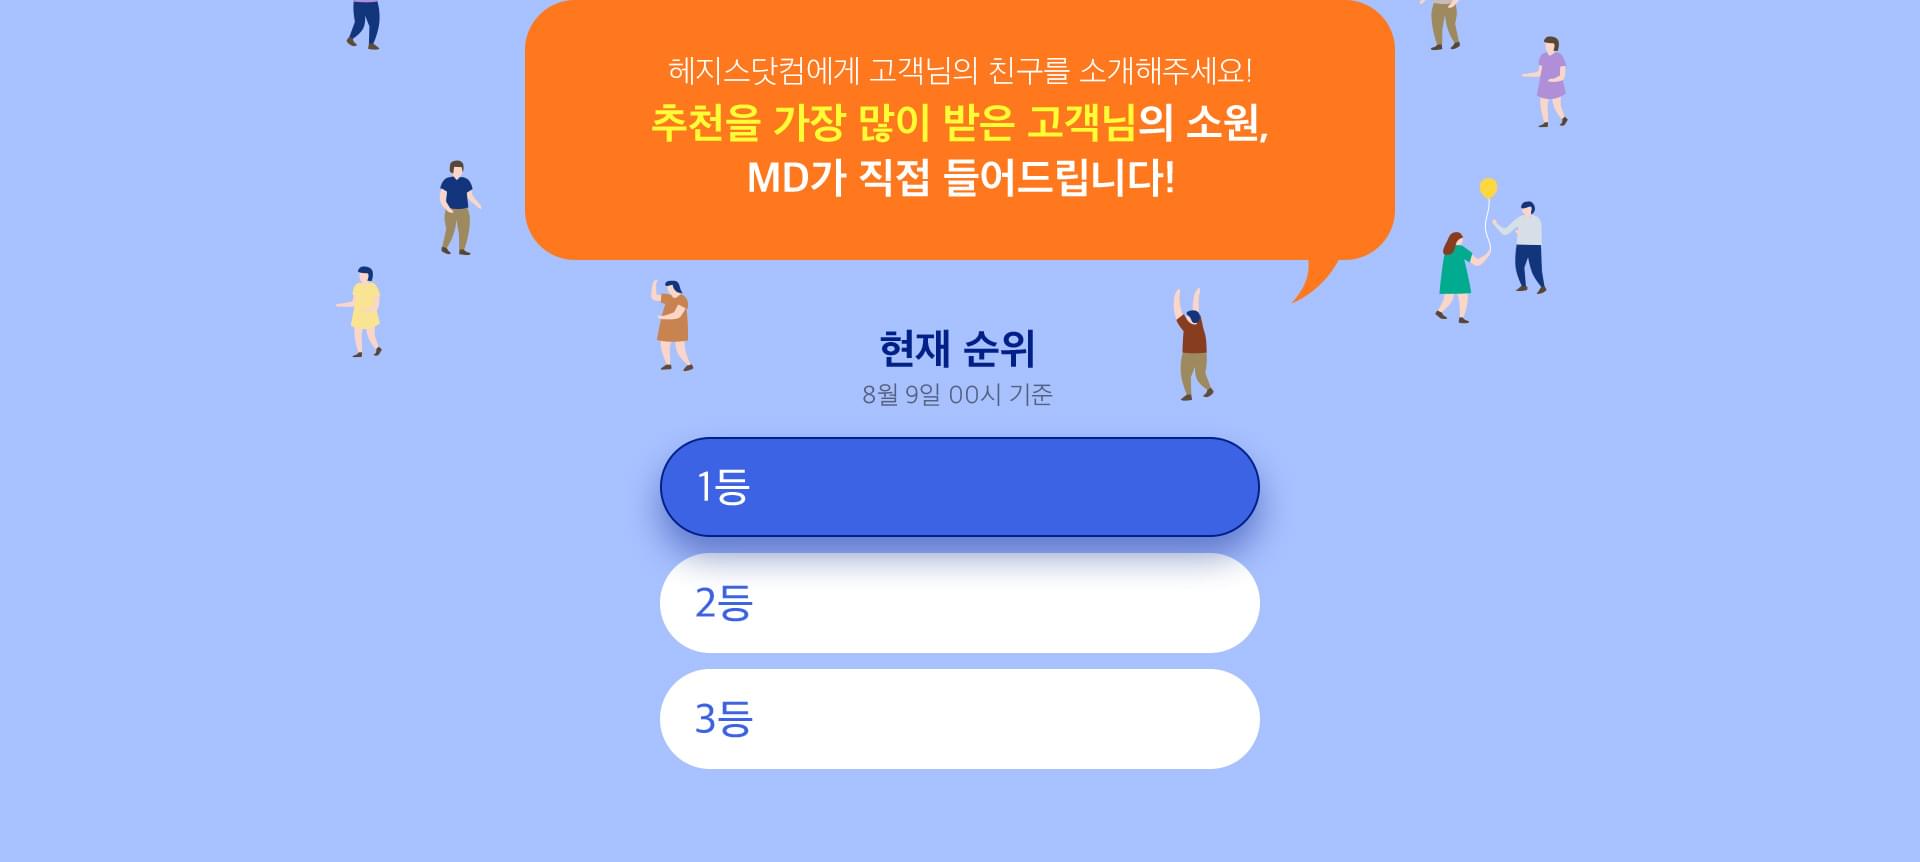 헤지스닷컴에게 고객님의 친구를 소개해주세요!
추천을 가장 많이 받은 고객님의 소원,
MD가 직접 들어드립니다!
현재 순위
8월 9일 00시 기준
1등
2등
3등